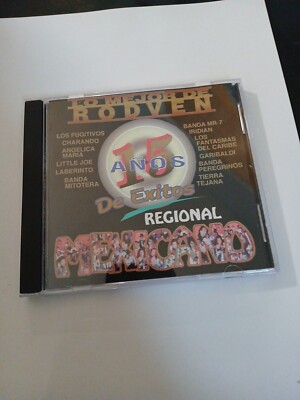 LO MEJOR DE
RODVEN
LOS FUGITIVOS
CHARANDO
ANGELICA
MARIA
LITTLE JOE
LABERINTO
BANDA
MITOTERA
15
AÑOS
De Exitos
BANDA MR-7
IRIDIAN
LOS
FANTASMAS
DEL CARIBE
GARIBALDI
BANDA
PEREGRINOS
TIERRA
TEJANA
REGIONAL
MEXICANO